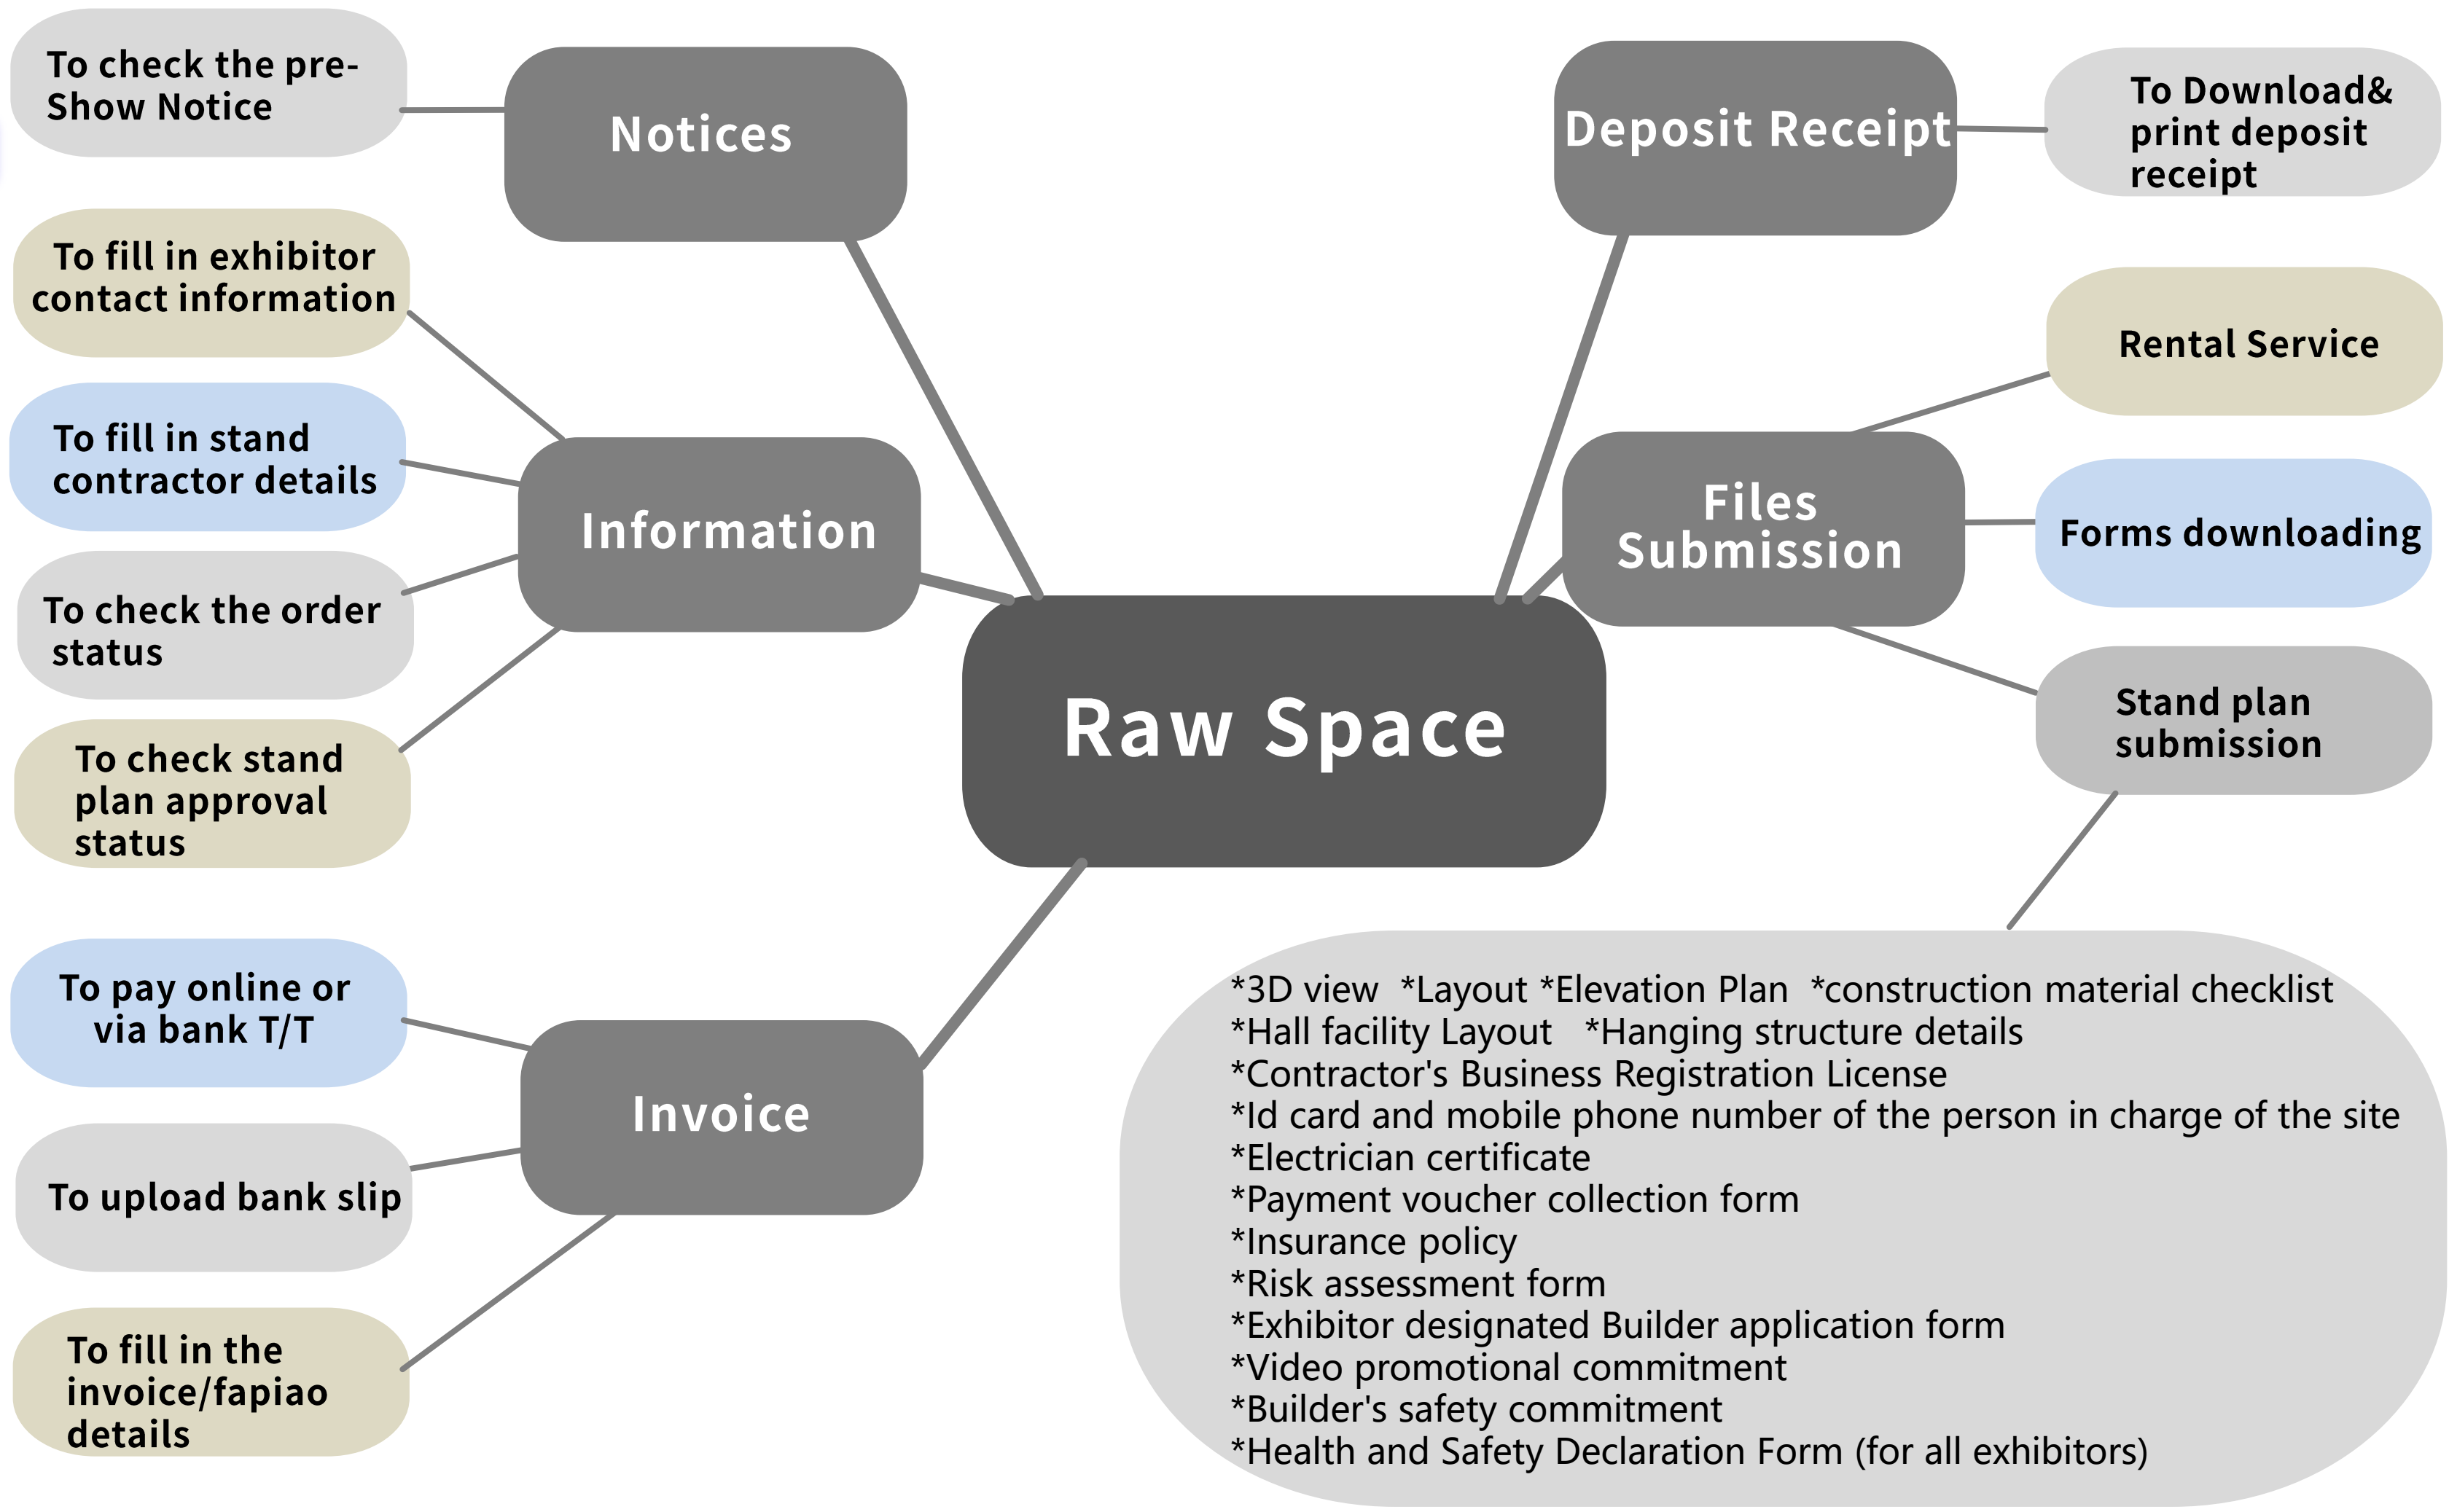 To check the pre-
Show Notice
Notices
To fill in exhibitor
contact information
To fill in stand
contractor details
Information
To check the order
status
To check stand
plan approval
status
Raw Space
To pay online or
via bank T/T
Invoice
To upload bank slip
To fill in the
invoice/fapiao
details
Deposit Receipt
To Download&
print deposit
receipt
Rental Service
Files
Submission
Forms downloading
Stand plan
submission
*3D view  *Layout *Elevation Plan  *construction material checklist
*Hall facility Layout   *Hanging structure details
*Contractor's Business Registration License
*Id card and mobile phone number of the person in charge of the site
*Electrician certificate
*Payment voucher collection form
*Insurance policy
*Risk assessment form
*Exhibitor designated Builder application form
*Video promotional commitment
*Builder's safety commitment
*Health and Safety Declaration Form (for all exhibitors)